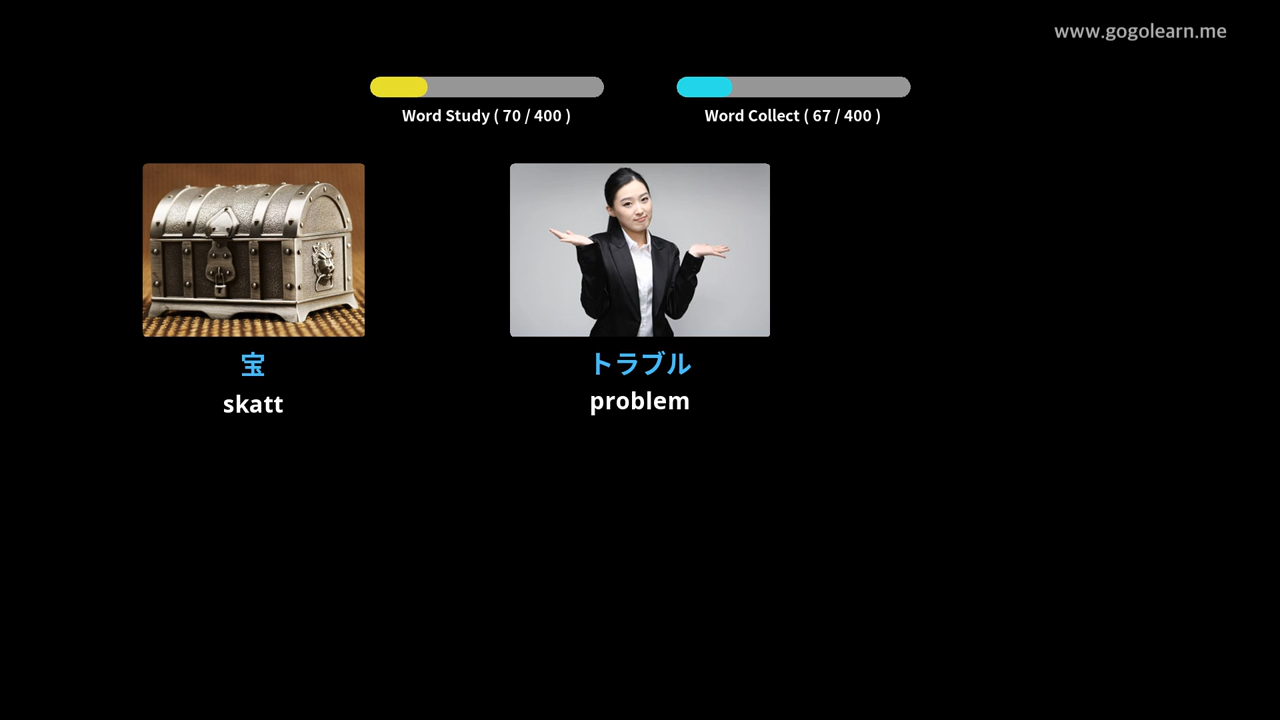 www.gogolearn.me
Word Study ( 70 / 400 )
Word Collect ( 67 / 400 )
宝
skatt
トラブル
problem